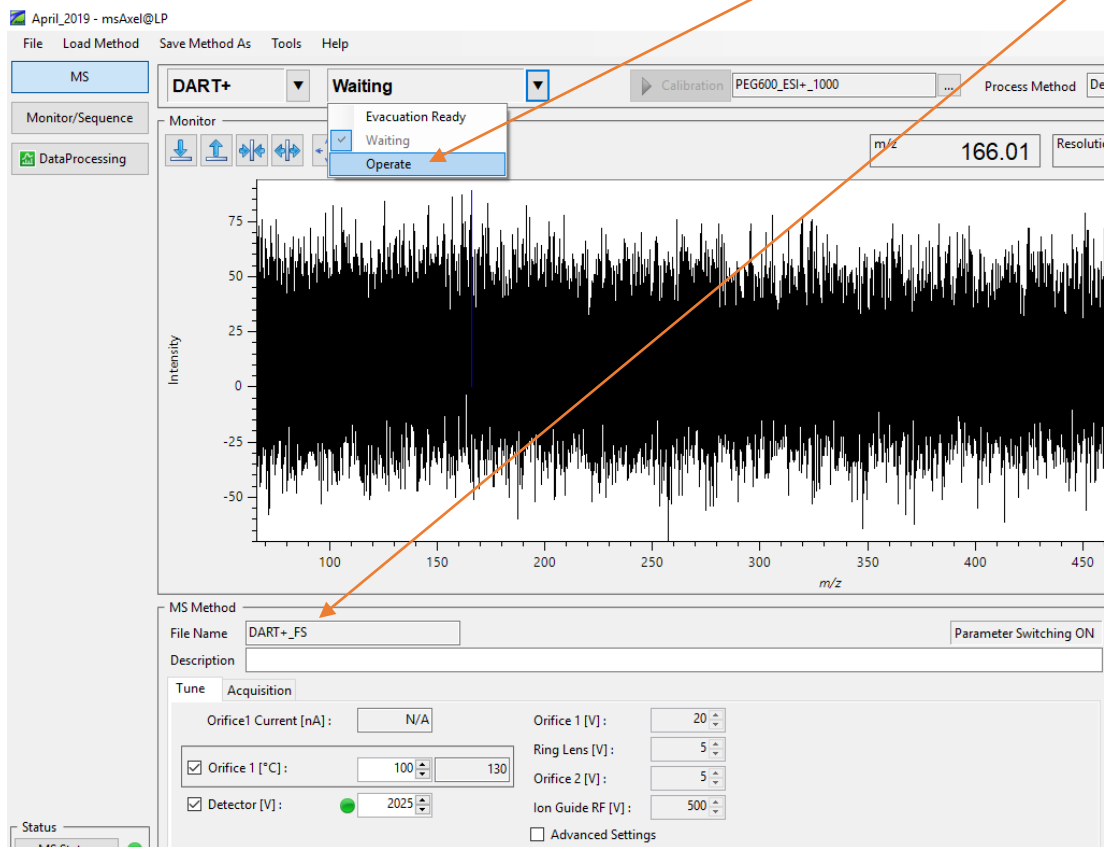 April_2019 - msAxel@LP
File Load Method Save Method As Tools Help
MS
DART+ Waiting Calibration PEG600_ESI+_1000 ... Process Method De
Monitor/Sequence
DataProcessing
Evacuation Ready
Waiting
Operate
Monitor
m/z 166.01 Resoluti
75
50
25
0
-25
-50
Intensity
100 150 200 250 300 350 400 450
m/z
MS Method
File Name DART+_FS Parameter Switching ON
Description
Tune Acquisition
Orifice1 Current [nA] : N/A Orifice 1 [V] : 20
Ring Lens [V] : 5
Orifice 1 [°C] : 100 130
Orifice 2 [V] : 5
Detector [V] : 2025 Ion Guide RF [V] : 500
Advanced Settings
Status